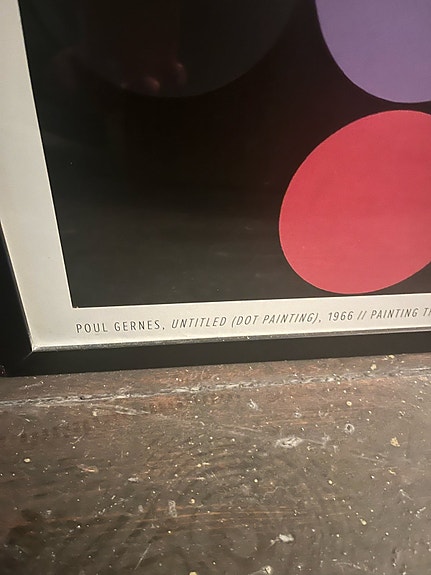 POUL GERNES, UNTITLED (DOT PAINTING), 1966 // PAINTING